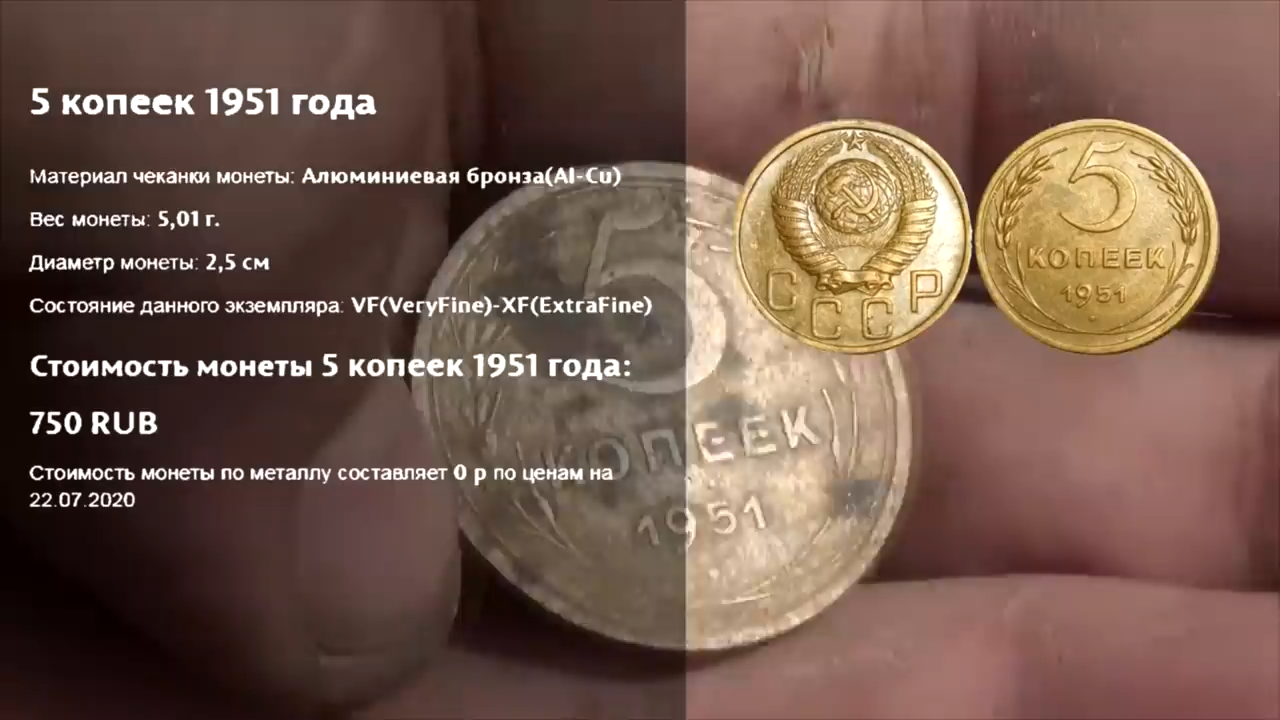 5 копеек 1951 года
Материал чеканки монеты: Алюминиевая бронза(Al-Cu)
Вес монеты: 5,01 г.
Диаметр монеты: 2,5 см
Состояние данного экземпляра: VF(VeryFine)-XF(ExtraFine)
Стоимость монеты 5 копеек 1951 года:
750 RUB
Стоимость монеты по металлу составляет 0 р по ценам на
22.07.2020
5
КОПЕЕК
1951
СССР
5
КОПЕЕК
1951